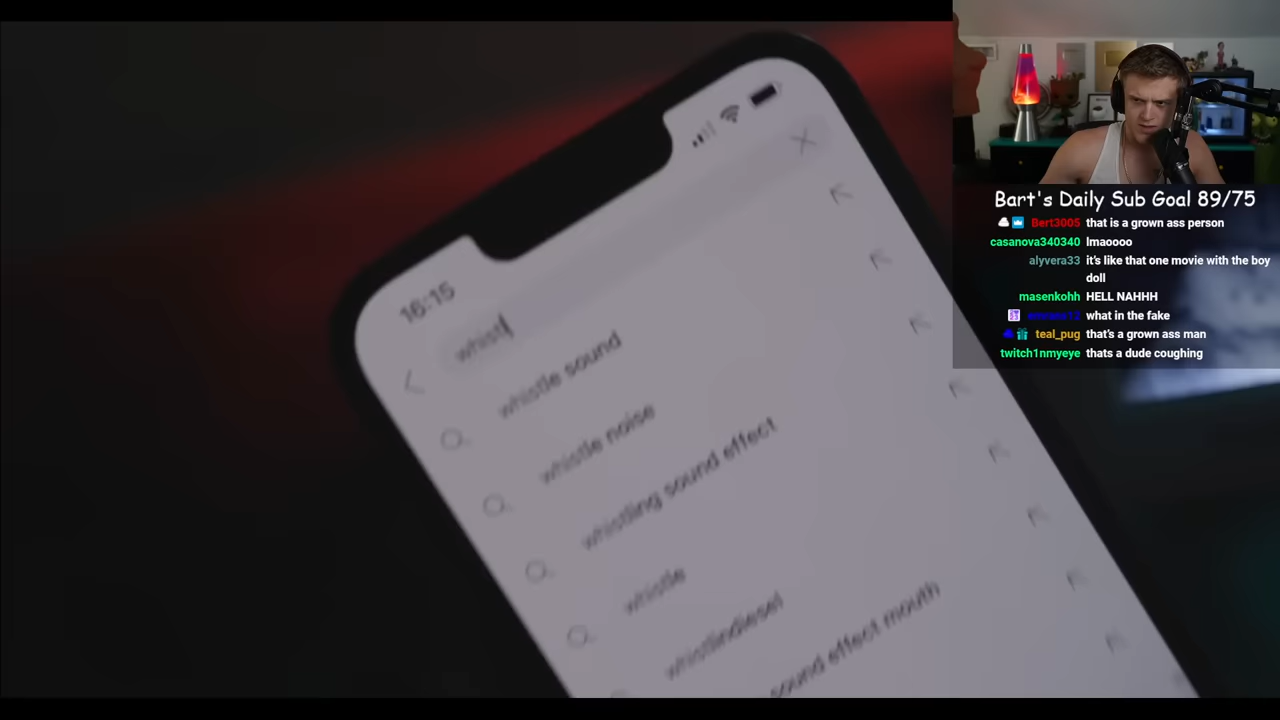 16:15
whistl
whistle sound
whistle noise
whistling sound effect
whistle
whistlindiesel
sound effect mouth
Bart's Daily Sub Goal 89/75
Bert3005 that is a grown ass person
casanova340340 lmaoooo
alyvera33 it's like that one movie with the boy
doll
masenkohh HELL NAHHH
what in the fake
teal_pug that's a grown ass man
twitch1nmyeye thats a dude coughing